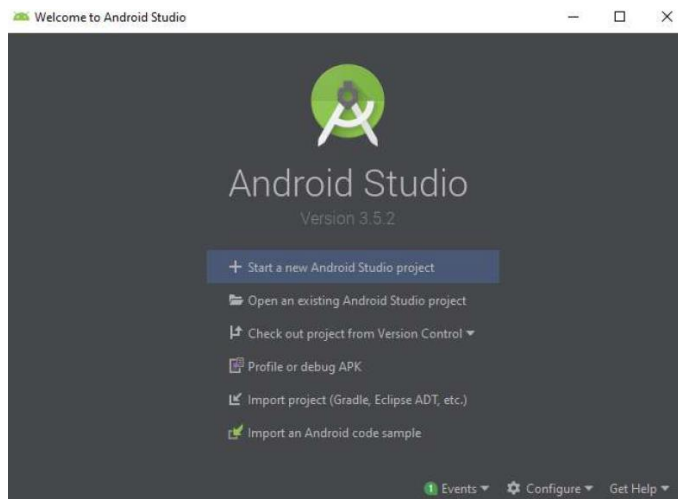 Welcome to Android Studio
Android Studio
Version 3.5.2
Start a new Android Studio project
Open an existing Android Studio project
Check out project from Version Control
Profile or debug APK
Import project (Gradle, Eclipse ADT, etc.)
Import an Android code sample
1 Events Configure Get Help